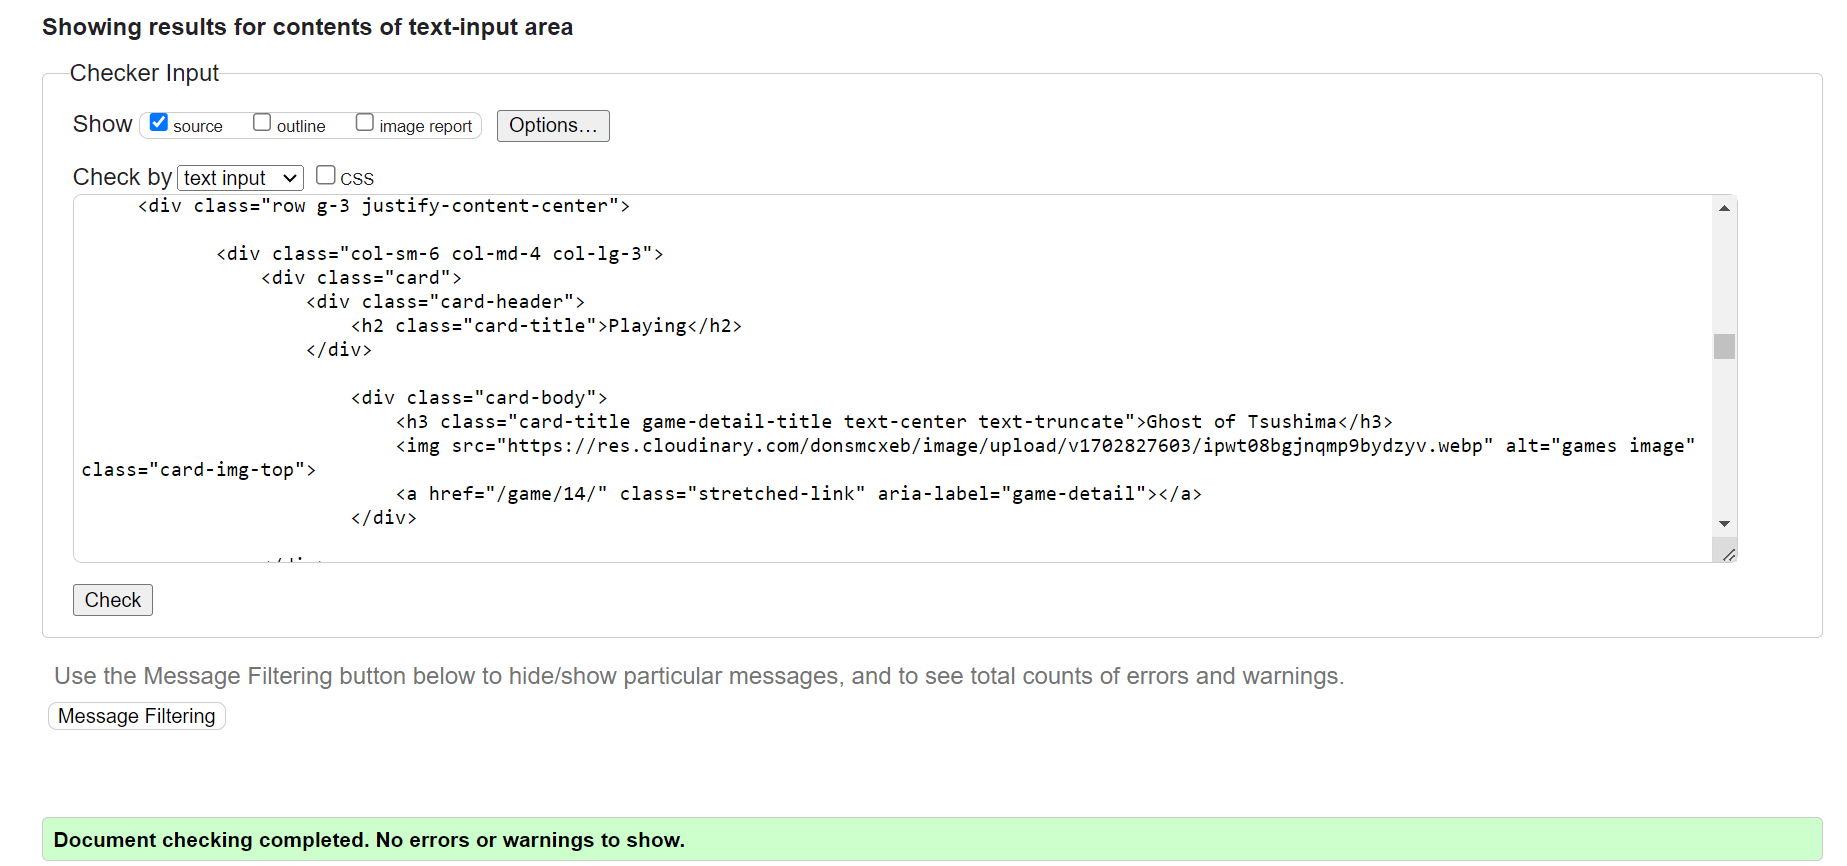 Showing results for contents of text-input area
Checker Input
Show source outline image report Options...
Check by text input CSS
<div class="row g-3 justify-content-center">
<div class="col-sm-6 col-md-4 col-lg-3">
<div class="card">
<div class="card-header">
<h2 class="card-title">Playing</h2>
</div>
<div class="card-body">
<h3 class="card-title game-detail-title text-center text-truncate">Ghost of Tsushima</h3>
<img src="https://res.cloudinary.com/donsmcxeb/image/upload/v1702827603/ipwt08bgjnqmp9bydzyv.webp" alt="games image"
class="card-img-top">
<a href="/game/14/" class="stretched-link" aria-label="game-detail"></a>
</div>
Check
Use the Message Filtering button below to hide/show particular messages, and to see total counts of errors and warnings.
Message Filtering
Document checking completed. No errors or warnings to show.